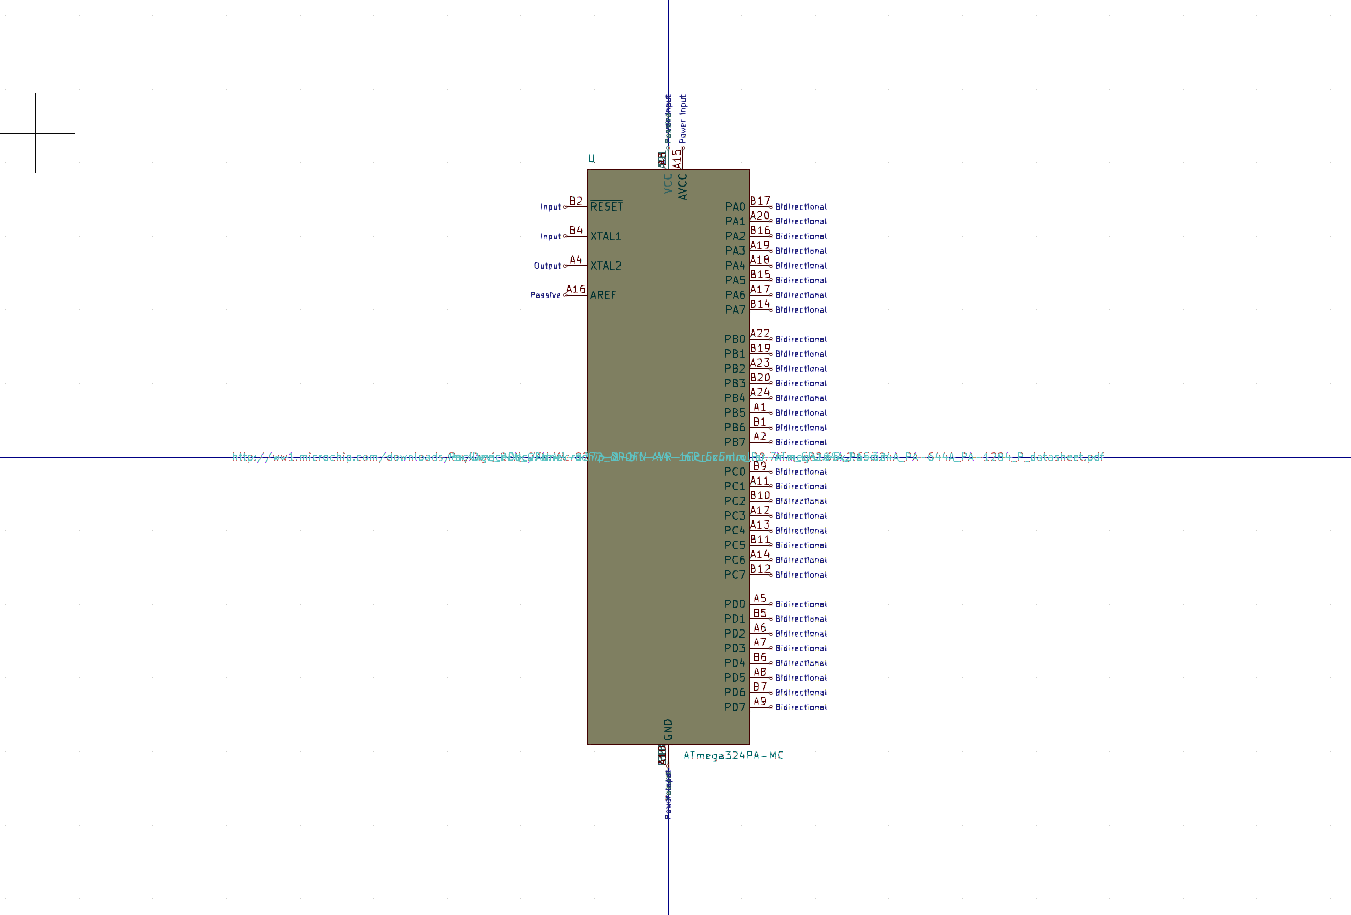 Power Input
U
A15
VCC
AVCC
Input B2 RESET
PA0 B17 Bidirectional
PA1 A20 Bidirectional
Input B4 XTAL1
PA2 B16 Bidirectional
PA3 A19 Bidirectional
Output A4 XTAL2
PA4 A18 Bidirectional
PA5 B15 Bidirectional
Passive A16 AREF
PA6 A17 Bidirectional
PA7 B14 Bidirectional
PB0 A22 Bidirectional
PB1 B19 Bidirectional
PB2 A23 Bidirectional
PB3 B20 Bidirectional
PB4 A24 Bidirectional
PB5 A1 Bidirectional
PB6 B1 Bidirectional
PB7 A2 Bidirectional
http://ww1.microchip.com/downloads/
PC0 B9 Bidirectional
PC1 A11 Bidirectional
PC2 B10 Bidirectional
PC3 A12 Bidirectional
PC4 A13 Bidirectional
PC5 B11 Bidirectional
PC6 A14 Bidirectional
PC7 B12 Bidirectional
PD0 A5 Bidirectional
PD1 B5 Bidirectional
PD2 A6 Bidirectional
PD3 A7 Bidirectional
PD4 B6 Bidirectional
PD5 A8 Bidirectional
PD6 B7 Bidirectional
PD7 A9 Bidirectional
GND
ATmega324PA-MC